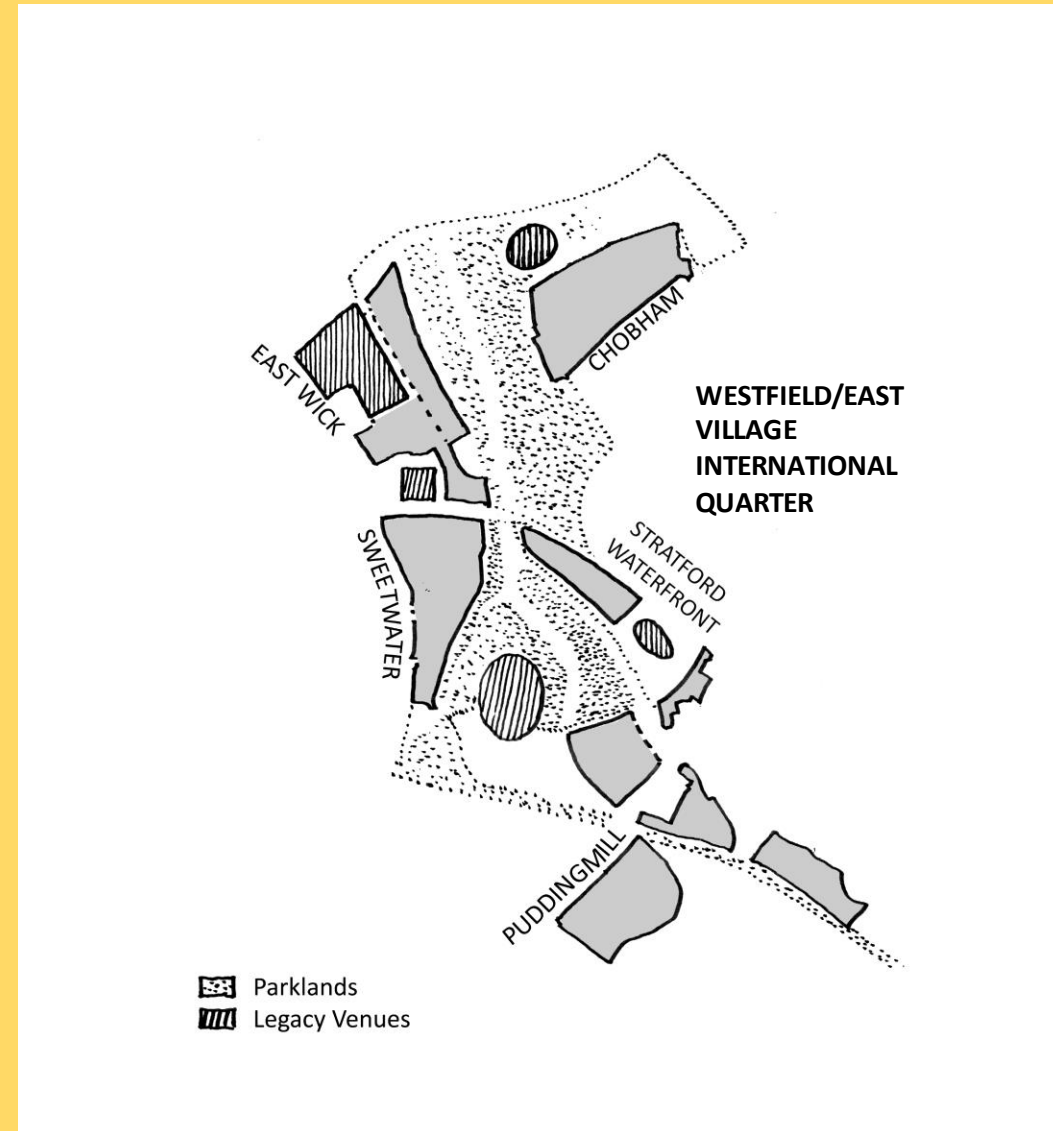 CHOBHAM
EAST WICK
WESTFIELD/EAST
VILLAGE
INTERNATIONAL
QUARTER
STRATFORD
WATERFRONT
SWEETWATER
PUDDINGMILL
Parklands
Legacy Venues